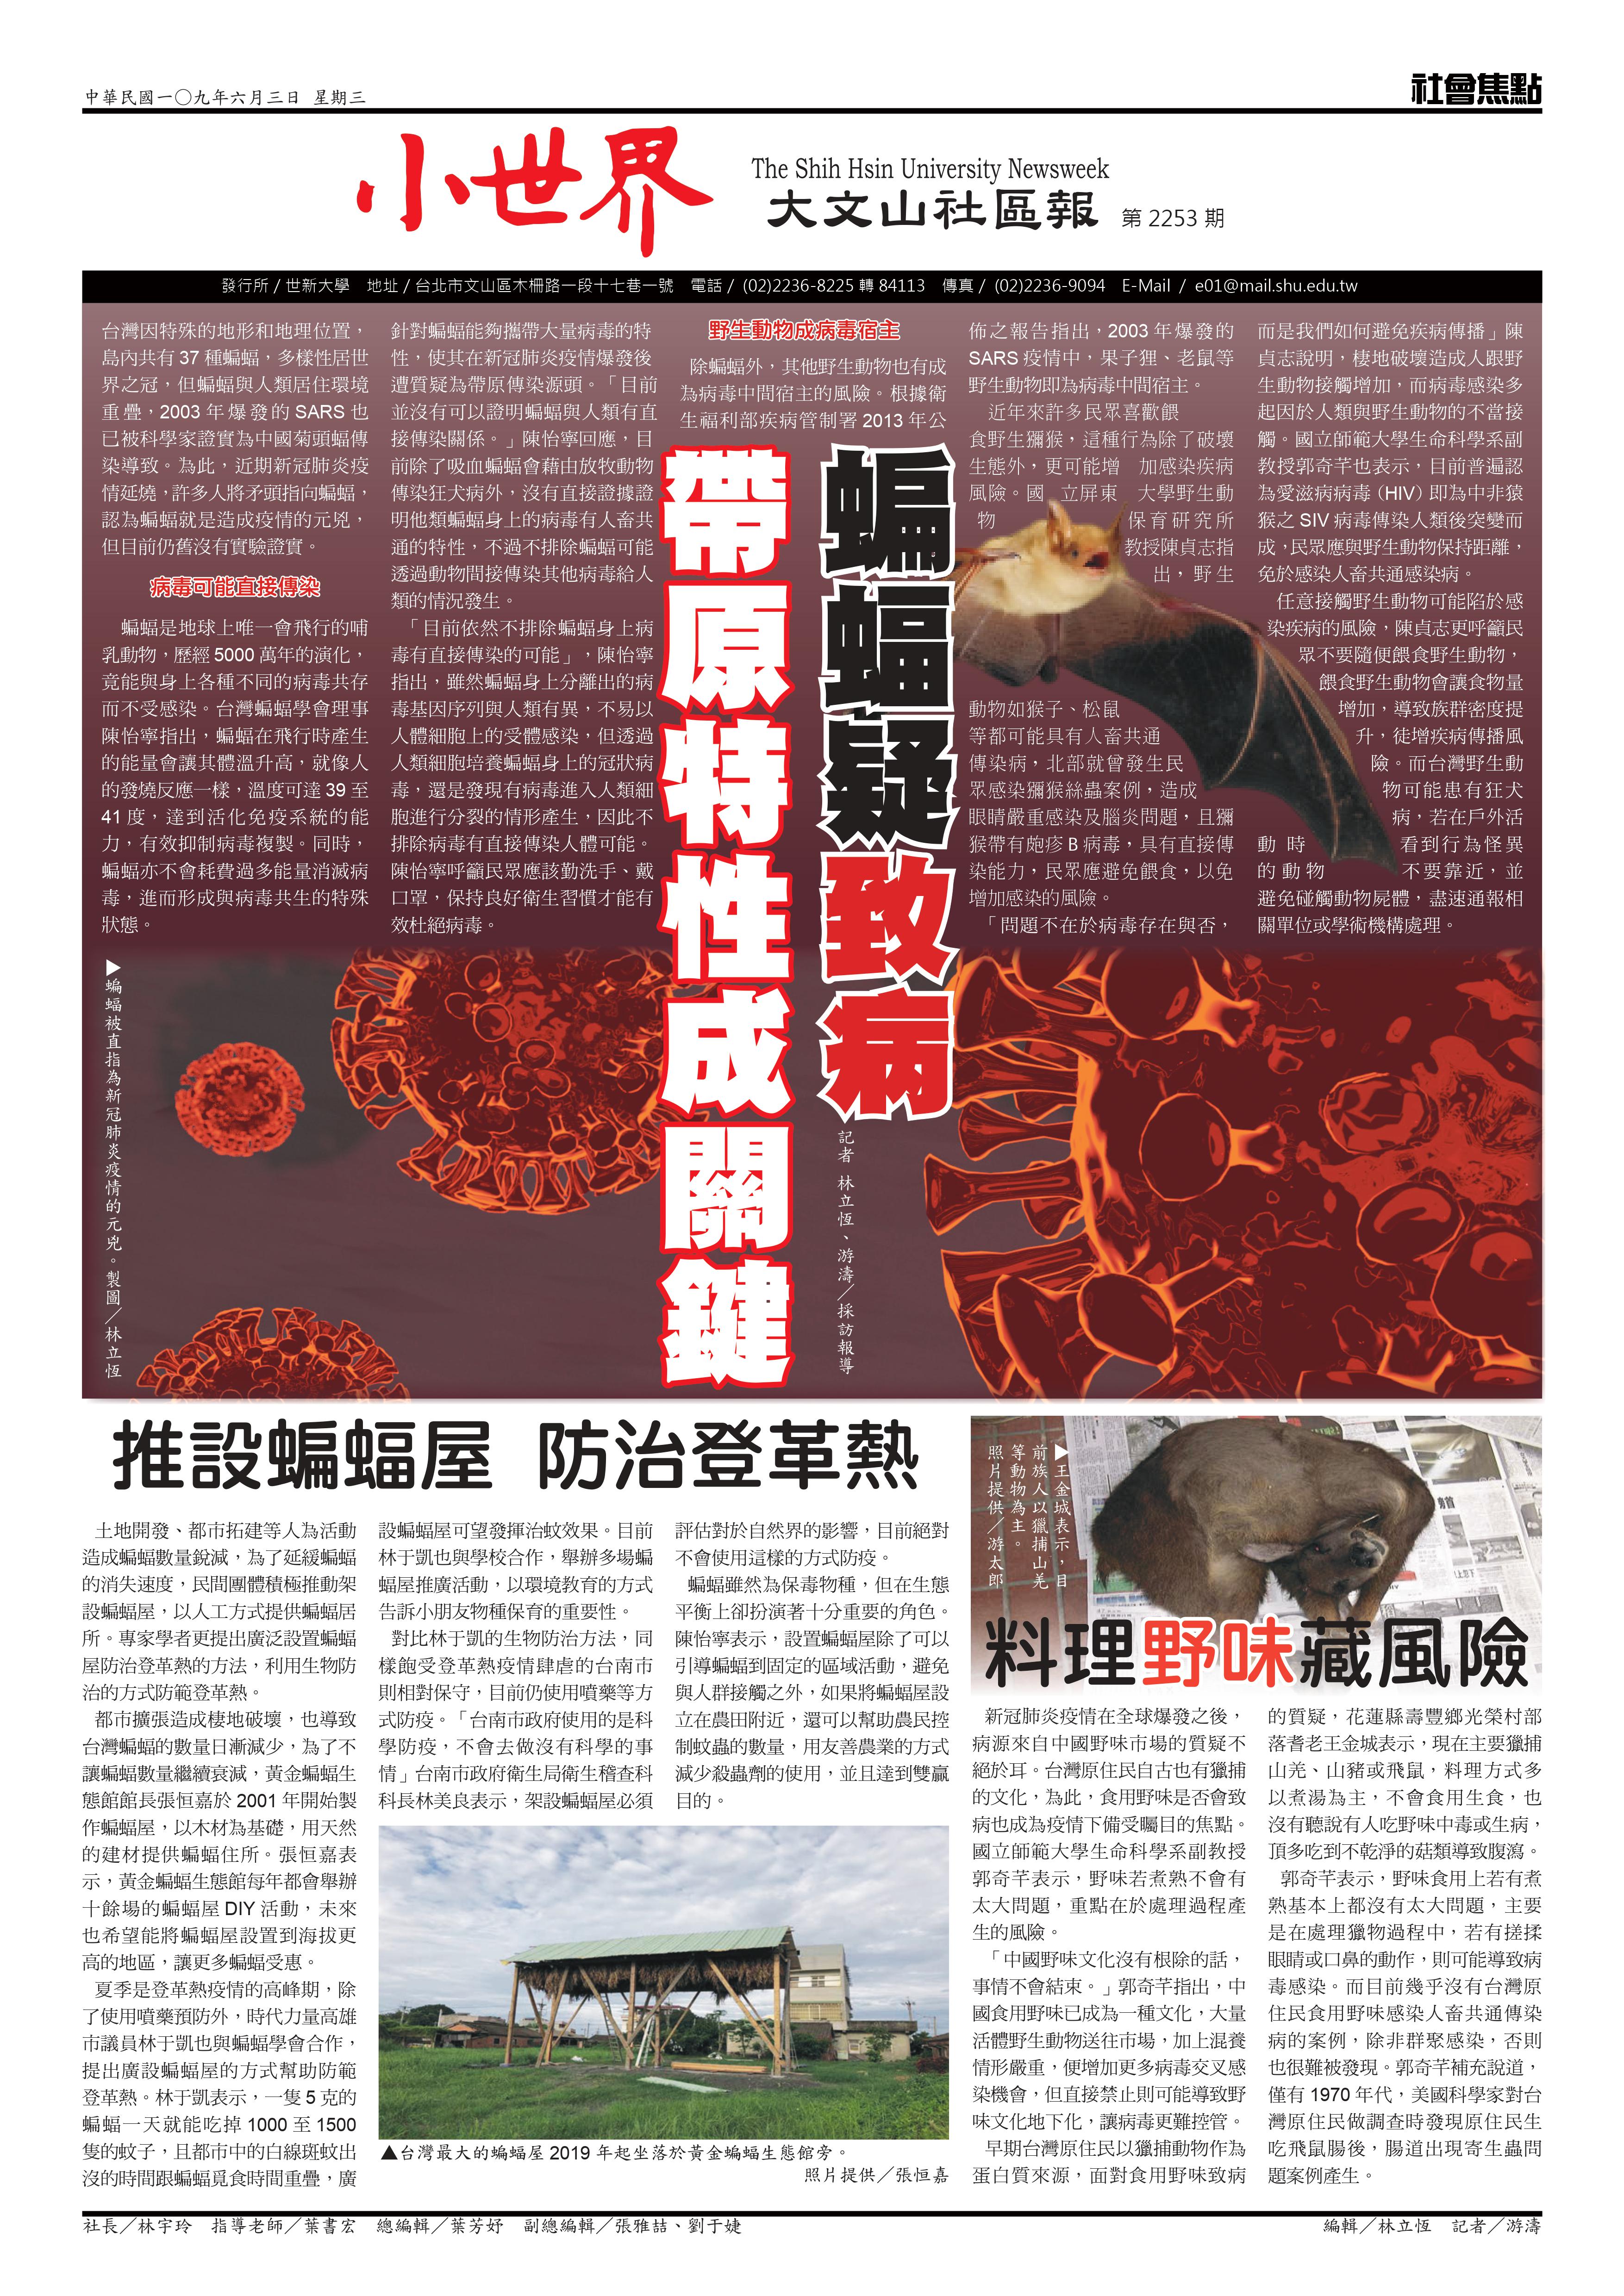 中華民國一○九年六月三日 星期三
社會焦點
小世界
The Shih Hsin University Newsweek
大文山社區報 第 2253 期
發行所 / 世新大學 地址 / 台北市文山區木柵路一段十七巷一號 電話 / (02)2236-8225 轉 84113 傳真 / (02)2236-9094 E-Mail / e01@mail.shu.edu.tw
蝙蝠疑致病
帶原特性成關鍵
記者 林立恆、游濤／採訪報導
台灣因特殊的地形和地理位置，
島內共有 37 種蝙蝠，多樣性居世
界之冠，但蝙蝠與人類居住環境
重疊，2003 年爆發的 SARS 也
已被科學家證實為中國菊頭蝠傳
染導致。為此，近期新冠肺炎疫
情延燒，許多人將矛頭指向蝙蝠，
認為蝙蝠就是造成疫情的元兇，
但目前仍舊沒有實驗證實。
病毒可能直接傳染
蝙蝠是地球上唯一會飛行的哺
乳動物，歷經 5000 萬年的演化，
竟能與身上各種不同的病毒共存
而不受感染。台灣蝙蝠學會理事
陳怡寧指出，蝙蝠在飛行時產生
的能量會讓其體溫升高，就像人
的發燒反應一樣，溫度可達 39 至
41 度，達到活化免疫系統的能
力，有效抑制病毒複製。同時，
蝙蝠亦不會耗費過多能量消滅病
毒，進而形成與病毒共生的特殊
狀態。
針對蝙蝠能夠攜帶大量病毒的特
性，使其在新冠肺炎疫情爆發後
遭質疑為帶原傳染源頭。「目前
並沒有可以證明蝙蝠與人類有直
接傳染關係。」陳怡寧回應，目
前除了吸血蝙蝠會藉由放牧動物
傳染狂犬病外，沒有直接證據證
明他類蝙蝠身上的病毒有人畜共
通的特性，不過不排除蝙蝠可能
透過動物間接傳染其他病毒給人
類的情況發生。
「目前依然不排除蝙蝠身上病
毒有直接傳染的可能」，陳怡寧
指出，雖然蝙蝠身上分離出的病
毒基因序列與人類有異，不易以
人體細胞上的受體感染，但透過
人類細胞培養蝙蝠身上的冠狀病
毒，還是發現有病毒進入人類細
胞進行分裂的情形產生，因此不
排除病毒有直接傳染人體可能。
陳怡寧呼籲民眾應該勤洗手、戴
口罩，保持良好衛生習慣才能有
效杜絕病毒。
野生動物成病毒宿主
除蝙蝠外，其他野生動物也有成
為病毒中間宿主的風險。根據衛
生福利部疾病管制署 2013 年公
佈之報告指出，2003 年爆發的
SARS 疫情中，果子狸、老鼠等
野生動物即為病毒中間宿主。
近年來許多民眾喜歡餵
食野生獼猴，這種行為除了破壞
生態外，更可能增 加感染疾病
風險。國 立屏東 大學野生動
物 保育研究所
教授陳貞志指
出，野生
動物如猴子、松鼠
等都可能具有人畜共通
傳染病，北部就曾發生民
眾感染獼猴絲蟲案例，造成
眼睛嚴重感染及腦炎問題，且獼
猴帶有皰疹 B 病毒，具有直接傳
染能力，民眾應避免餵食，以免
增加感染的風險。
「問題不在於病毒存在與否，
而是我們如何避免疾病傳播」陳
貞志說明，棲地破壞造成人跟野
生動物接觸增加，而病毒感染多
起因於人類與野生動物的不當接
觸。國立師範大學生命科學系副
教授郭奇芊也表示，目前普遍認
為愛滋病病毒（HIV）即為中非猿
猴之 SIV 病毒傳染人類後突變而
成，民眾應與野生動物保持距離，
免於感染人畜共通感染病。
任意接觸野生動物可能陷於感
染疾病的風險，陳貞志更呼籲民
眾不要隨便餵食野生動物，
餵食野生動物會讓食物量
增加，導致族群密度提
升，徒增疾病傳播風
險。而台灣野生動
物可能患有狂犬
病，若在戶外活
動時 看到行為怪異
的動物 不要靠近，並
避免碰觸動物屍體，盡速通報相
關單位或學術機構處理。
▶蝙蝠被直指為新冠肺炎疫情的元兇。製圖／林立恆
推設蝙蝠屋 防治登革熱
土地開發、都市拓建等人為活動
造成蝙蝠數量銳減，為了延緩蝙蝠
的消失速度，民間團體積極推動架
設蝙蝠屋，以人工方式提供蝙蝠居
所。專家學者更提出廣泛設置蝙蝠
屋防治登革熱的方法，利用生物防
治的方式防範登革熱。
都市擴張造成棲地破壞，也導致
台灣蝙蝠的數量日漸減少，為了不
讓蝙蝠數量繼續衰減，黃金蝙蝠生
態館館長張恒嘉於 2001 年開始製
作蝙蝠屋，以木材為基礎，用天然
的建材提供蝙蝠住所。張恒嘉表
示，黃金蝙蝠生態館每年都會舉辦
十餘場的蝙蝠屋 DIY 活動，未來
也希望能將蝙蝠屋設置到海拔更
高的地區，讓更多蝙蝠受惠。
夏季是登革熱疫情的高峰期，除
了使用噴藥預防外，時代力量高雄
市議員林于凱也與蝙蝠學會合作，
提出廣設蝙蝠屋的方式幫助防範
登革熱。林于凱表示，一隻 5 克的
蝙蝠一天就能吃掉 1000 至 1500
隻的蚊子，且都市中的白線斑蚊出
沒的時間跟蝙蝠覓食時間重疊，廣
設蝙蝠屋可望發揮治蚊效果。目前
林于凱也與學校合作，舉辦多場蝙
蝠屋推廣活動，以環境教育的方式
告訴小朋友物種保育的重要性。
對比林于凱的生物防治方法，同
樣飽受登革熱疫情肆虐的台南市
則相對保守，目前仍使用噴藥等方
式防疫。「台南市政府使用的是科
學防疫，不會去做沒有科學的事
情」台南市政府衛生局衛生稽查科
科長林美良表示，架設蝙蝠屋必須
評估對於自然界的影響，目前絕對
不會使用這樣的方式防疫。
蝙蝠雖然為保毒物種，但在生態
平衡上卻扮演著十分重要的角色。
陳怡寧表示，設置蝙蝠屋除了可以
引導蝙蝠到固定的區域活動，避免
與人群接觸之外，如果將蝙蝠屋設
立在農田附近，還可以幫助農民控
制蚊蟲的數量，用友善農業的方式
減少殺蟲劑的使用，並且達到雙贏
目的。
▲台灣最大的蝙蝠屋 2019 年起坐落於黃金蝙蝠生態館旁。
照片提供／張恒嘉
▶王金城表示，目
前族人以獵捕山羌
等動物為主。
照片提供／游太郎
料理野味藏風險
新冠肺炎疫情在全球爆發之後，
病源來自中國野味市場的質疑不
絕於耳。台灣原住民自古也有獵捕
的文化，為此，食用野味是否會致
病也成為疫情下備受矚目的焦點。
國立師範大學生命科學系副教授
郭奇芊表示，野味若煮熟不會有
太大問題，重點在於處理過程產
生的風險。
「中國野味文化沒有根除的話，
事情不會結束。」郭奇芊指出，中
國食用野味已成為一種文化，大量
活體野生動物送往市場，加上混養
情形嚴重，便增加更多病毒交叉感
染機會，但直接禁止則可能導致野
味文化地下化，讓病毒更難控管。
早期台灣原住民以獵捕動物作為
蛋白質來源，面對食用野味致病
的質疑，花蓮縣壽豐鄉光榮村部
落耆老王金城表示，現在主要獵捕
山羌、山豬或飛鼠，料理方式多
以煮湯為主，不會食用生食，也
沒有聽說有人吃野味中毒或生病，
頂多吃到不乾淨的菇類導致腹瀉。
郭奇芊表示，野味食用上若有煮
熟基本上都沒有太大問題，主要
是在處理獵物過程中，若有搓揉
眼睛或口鼻的動作，則可能導致病
毒感染。而目前幾乎沒有台灣原
住民食用野味感染人畜共通傳染
病的案例，除非群聚感染，否則
也很難被發現。郭奇芊補充說道，
僅有 1970 年代，美國科學家對台
灣原住民做調查時發現原住民生
吃飛鼠腸後，腸道出現寄生蟲問
題案例產生。
社長／林宇玲 指導老師／葉書宏 總編輯／葉芳妤 副總編輯／張雅喆、劉于婕
編輯／林立恆 記者／游濤